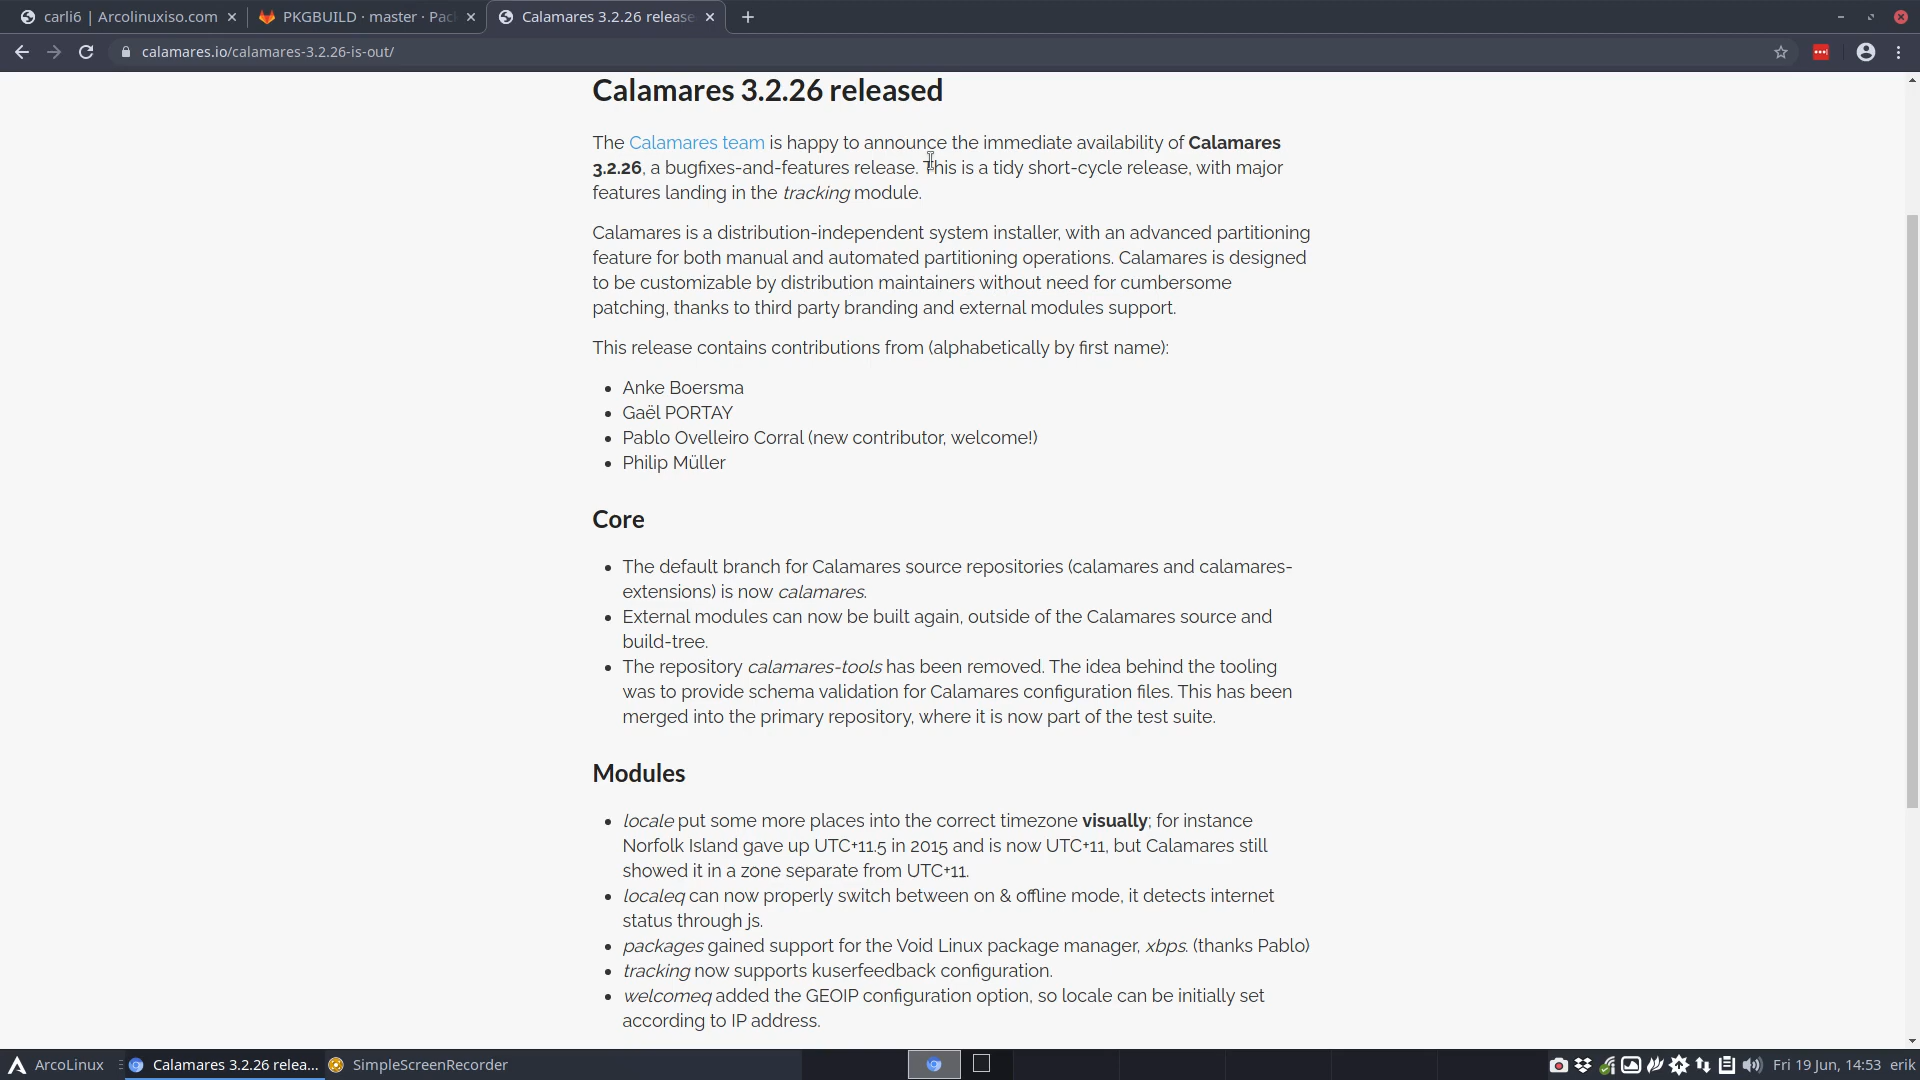 carli6 | Arcolinuxiso.com
PKGBUILD · master · Pac
Calamares 3.2.26 release
calamares.io/calamares-3.2.26-is-out/
Calamares 3.2.26 released
The Calamares team is happy to announce the immediate availability of Calamares
3.2.26, a bugfixes-and-features release. This is a tidy short-cycle release, with major
features landing in the tracking module.
Calamares is a distribution-independent system installer, with an advanced partitioning
feature for both manual and automated partitioning operations. Calamares is designed
to be customizable by distribution maintainers without need for cumbersome
patching, thanks to third party branding and external modules support.
This release contains contributions from (alphabetically by first name):
• Anke Boersma
• Gaël PORTAY
• Pablo Ovelleiro Corral (new contributor, welcome!)
• Philip Müller
Core
• The default branch for Calamares source repositories (calamares and calamares-
extensions) is now calamares.
• External modules can now be built again, outside of the Calamares source and
build-tree.
• The repository calamares-tools has been removed. The idea behind the tooling
was to provide schema validation for Calamares configuration files. This has been
merged into the primary repository, where it is now part of the test suite.
Modules
• locale put some more places into the correct timezone visually; for instance
Norfolk Island gave up UTC+11.5 in 2015 and is now UTC+11, but Calamares still
showed it in a zone separate from UTC+11.
• localeq can now properly switch between on & offline mode, it detects internet
status through js.
• packages gained support for the Void Linux package manager, xbps. (thanks Pablo)
• tracking now supports kuserfeedback configuration.
• welcomeq added the GEOIP configuration option, so locale can be initially set
according to IP address.
ArcoLinux
Calamares 3.2.26 relea...
SimpleScreenRecorder
Fri 19 Jun, 14:53
erik